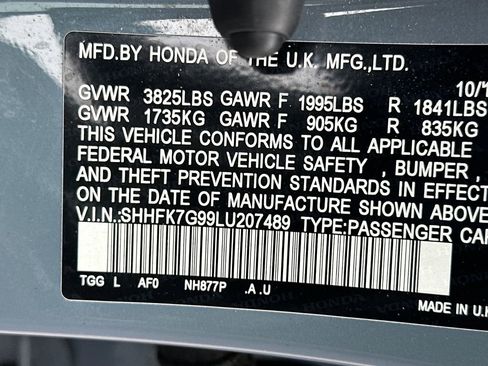 MFD.BY HONDA OF THE U.K. MFG.,LTD.
10/1
GVWR 3825LBS GAWR F 1995LBS R 1841LBS
GVWR 1735KG GAWR F 905KG R 835KG
THIS VEHICLE CONFORMS TO ALL APPLICABLE
FEDERAL MOTOR VEHICLE SAFETY , BUMPER ,
AND THEFT PREVENTION STANDARDS IN EFFECT
ON THE DATE OF MANUFACTURE SHOWN ABOVE.
V.I.N.:SHHFK7G99LU207489 TYPE:PASSENGER CAR
TGG L AF0 NH877P .A.U
MADE IN U.K